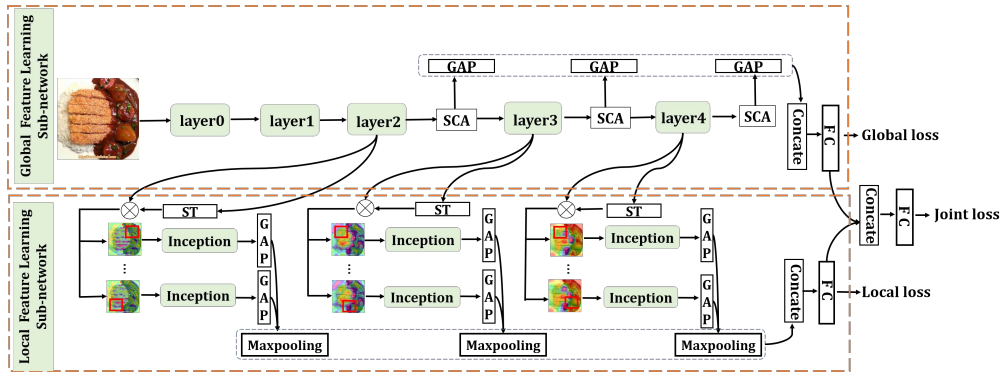 Global Feature Learning
Sub-network
GAP
GAP
GAP
layer0
layer1
layer2
SCA
layer3
SCA
layer4
SCA
Concate
FC
Global loss
Local Feature Learning
Sub-network
ST
ST
ST
Inception
GAP
Inception
GAP
Inception
GAP
...
...
...
Inception
GAP
Inception
GAP
Inception
GAP
Maxpooling
Maxpooling
Maxpooling
Concate
FC
Local loss
Concate
FC
Joint loss